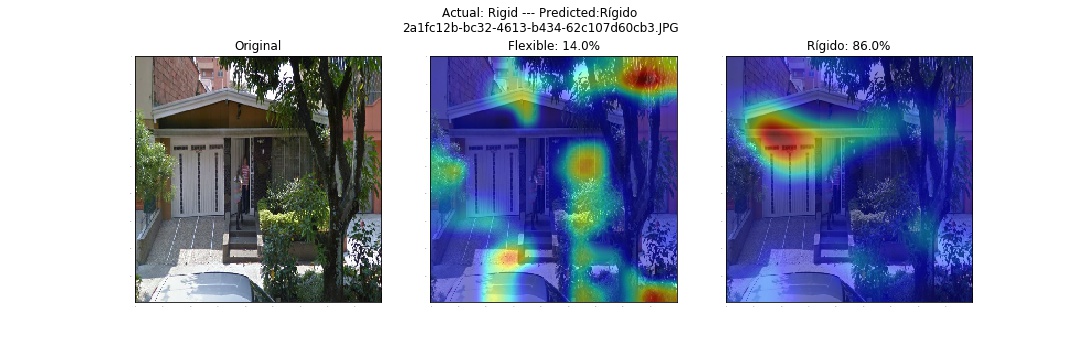 Actual: Rigid --- Predicted:Rígido
2a1fc12b-bc32-4613-b434-62c107d60cb3.JPG
Original
Flexible: 14.0%
Rígido: 86.0%